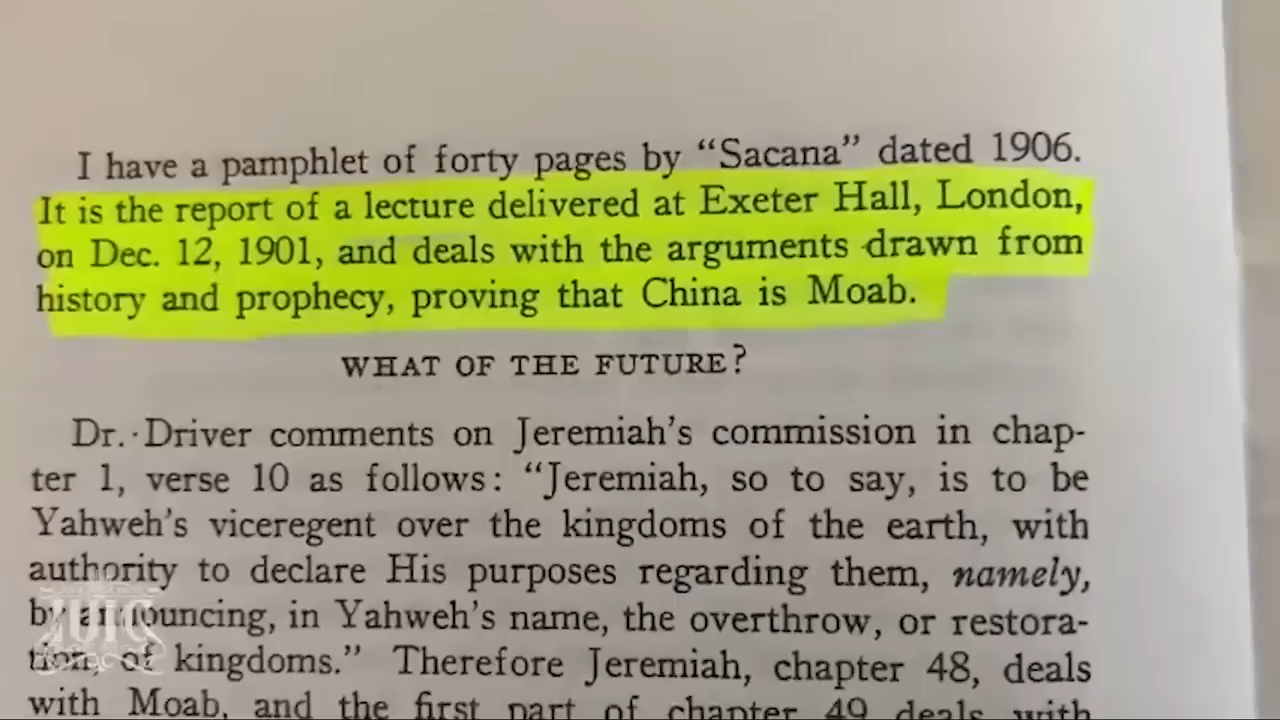 I have a pamphlet of forty pages by “Sacana” dated 1906.
It is the report of a lecture delivered at Exeter Hall, London,
on Dec. 12, 1901, and deals with the arguments drawn from
history and prophecy, proving that China is Moab.
WHAT OF THE FUTURE?
Dr. Driver comments on Jeremiah’s commission in chap-
ter 1, verse 10 as follows: “Jeremiah, so to say, is to be
Yahweh’s viceregent over the kingdoms of the earth, with
authority to declare His purposes regarding them, namely,
by announcing, in Yahweh’s name, the overthrow, or restora-
tion, of kingdoms.” Therefore Jeremiah, chapter 48, deals
with Moab, and the first part of chapter 49 deals with